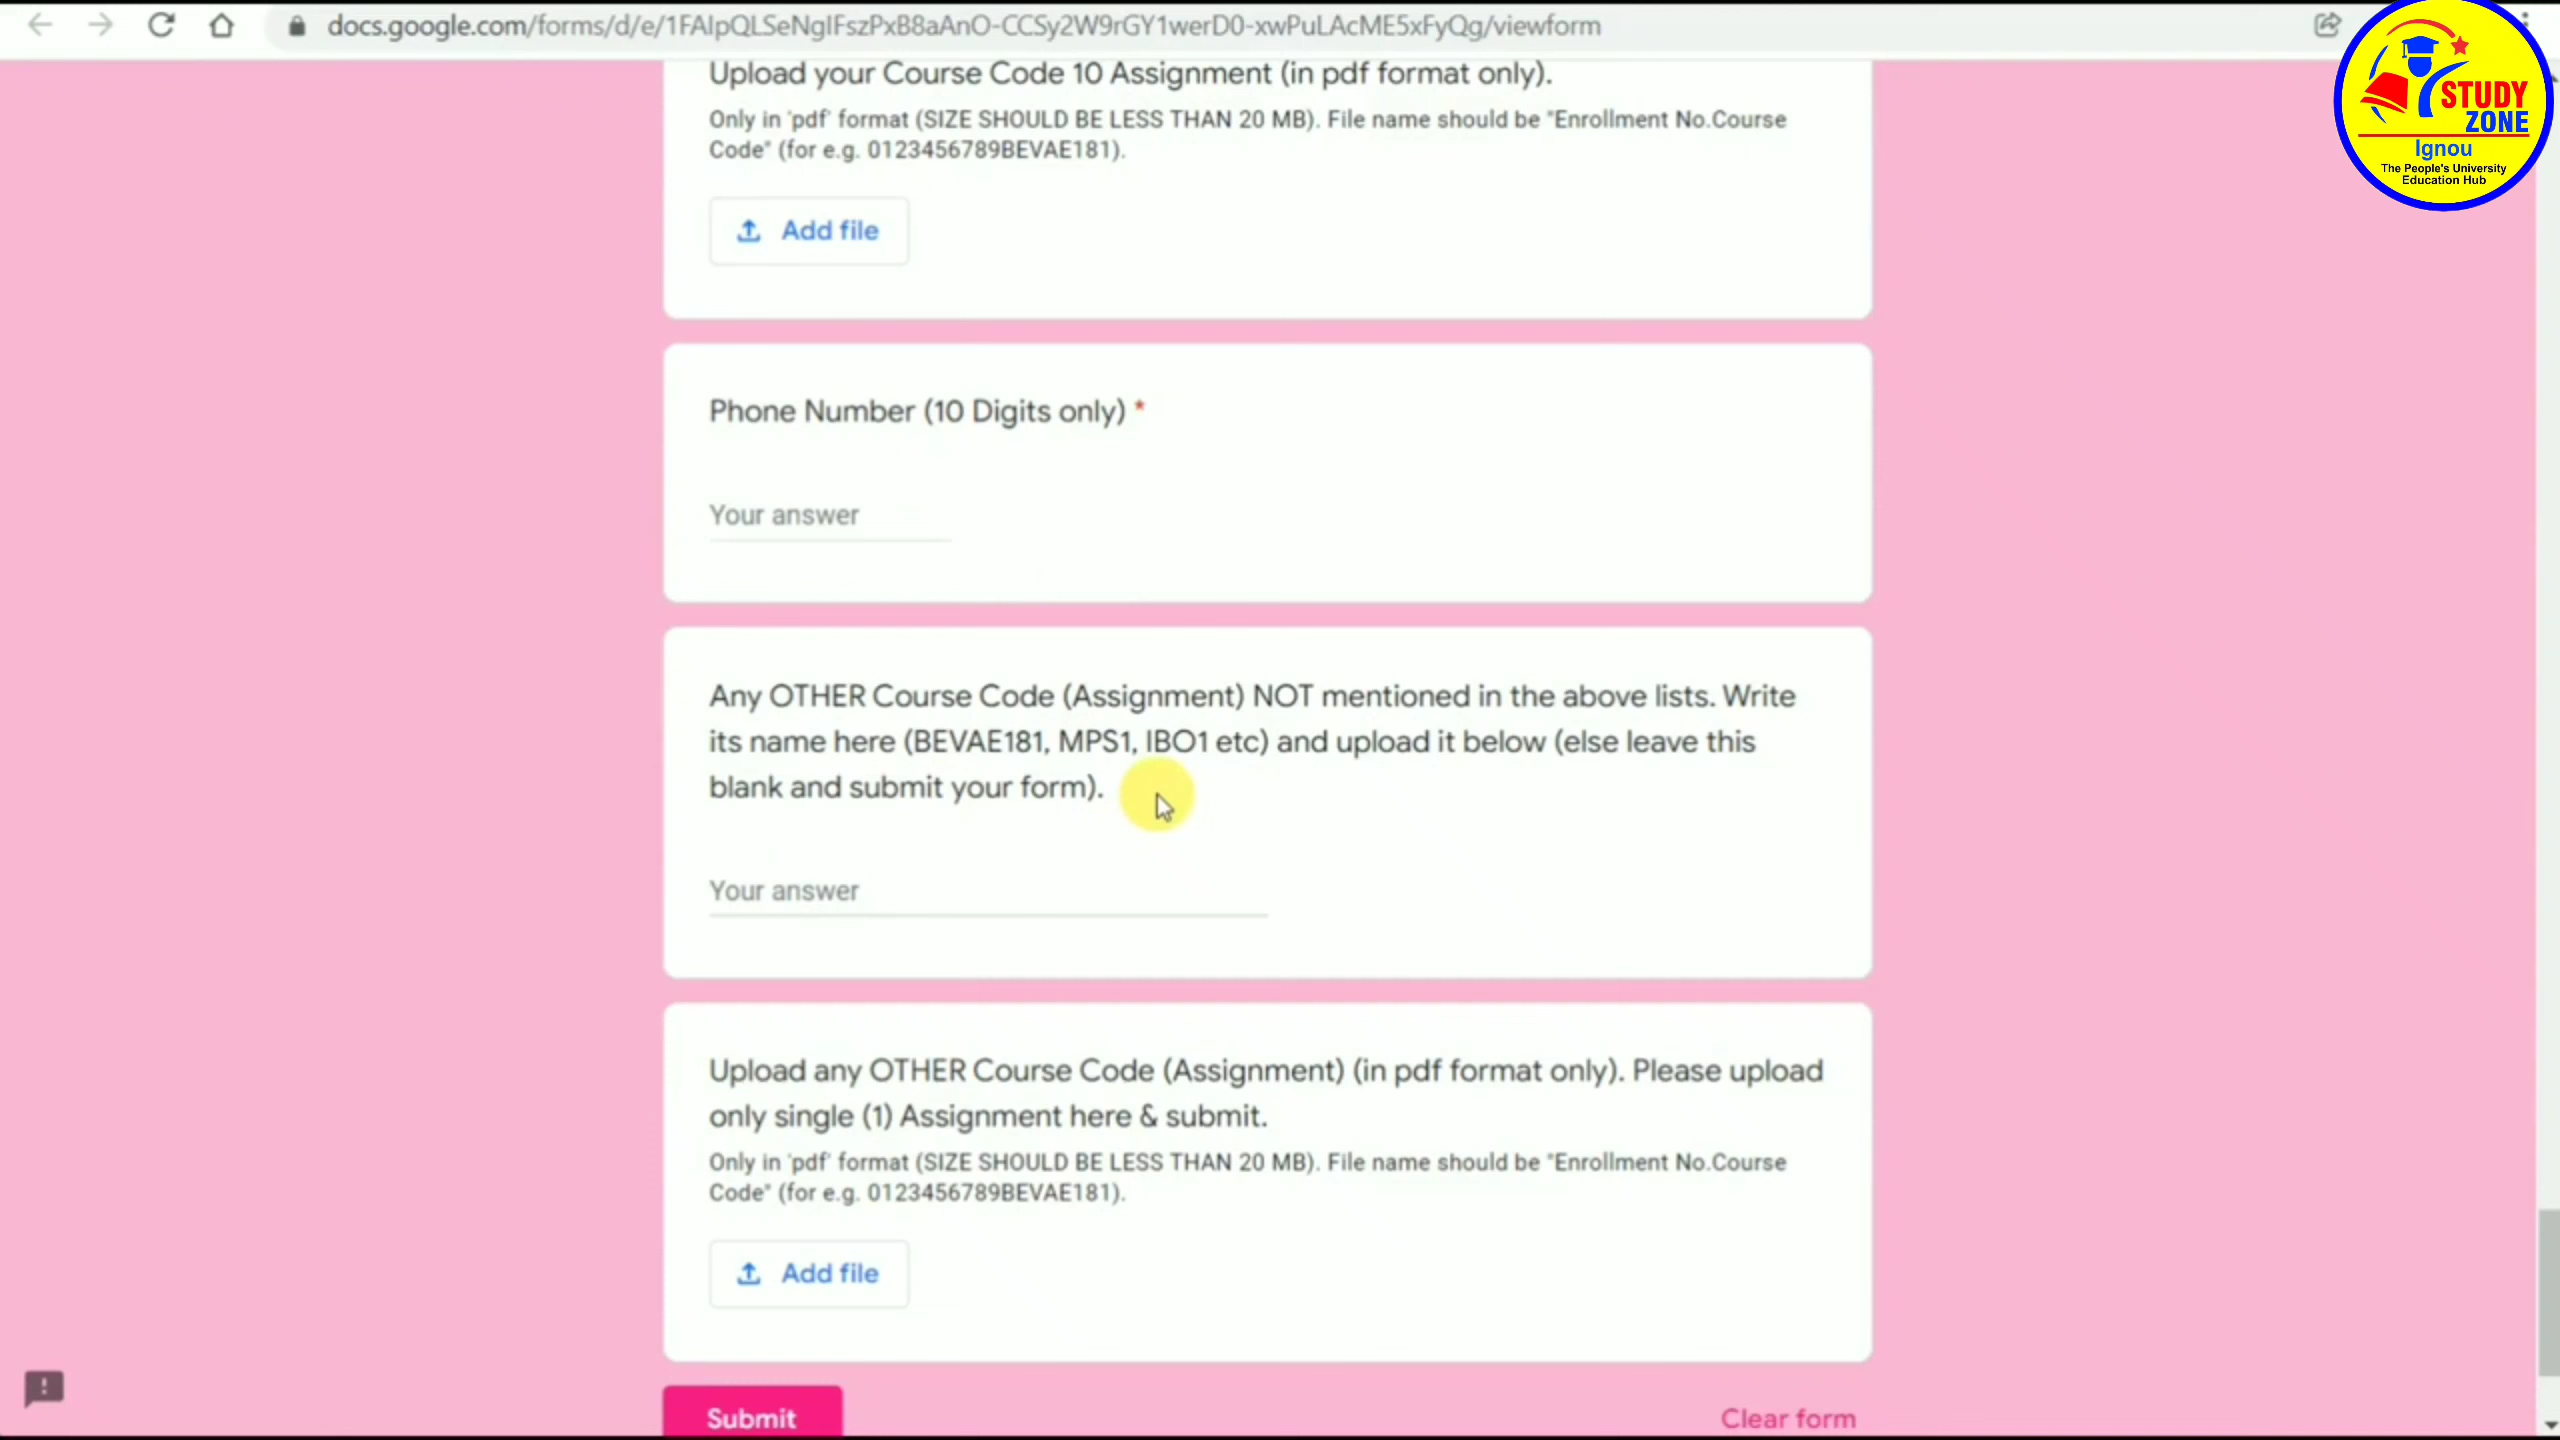 docs.google.com/forms/d/e/1FAIpQLSeNgIFszPxB8aAnO-CCSy2W9rGY1werD0-xwPuLAcME5xFyQg/viewform
STUDY
ZONE
Ignou
The People's University
Education Hub
Upload your Course Code 10 Assignment (in pdf format only).
Only in 'pdf' format (SIZE SHOULD BE LESS THAN 20 MB). File name should be "Enrollment No.Course
Code" (for e.g. 0123456789BEVAE181).
Add file
Phone Number (10 Digits only) *
Your answer
Any OTHER Course Code (Assignment) NOT mentioned in the above lists. Write
its name here (BEVAE181, MPS1, IBO1 etc) and upload it below (else leave this
blank and submit your form).
Your answer
Upload any OTHER Course Code (Assignment) (in pdf format only). Please upload
only single (1) Assignment here & submit.
Only in 'pdf' format (SIZE SHOULD BE LESS THAN 20 MB). File name should be "Enrollment No.Course
Code" (for e.g. 0123456789BEVAE181).
Add file
Submit
Clear form